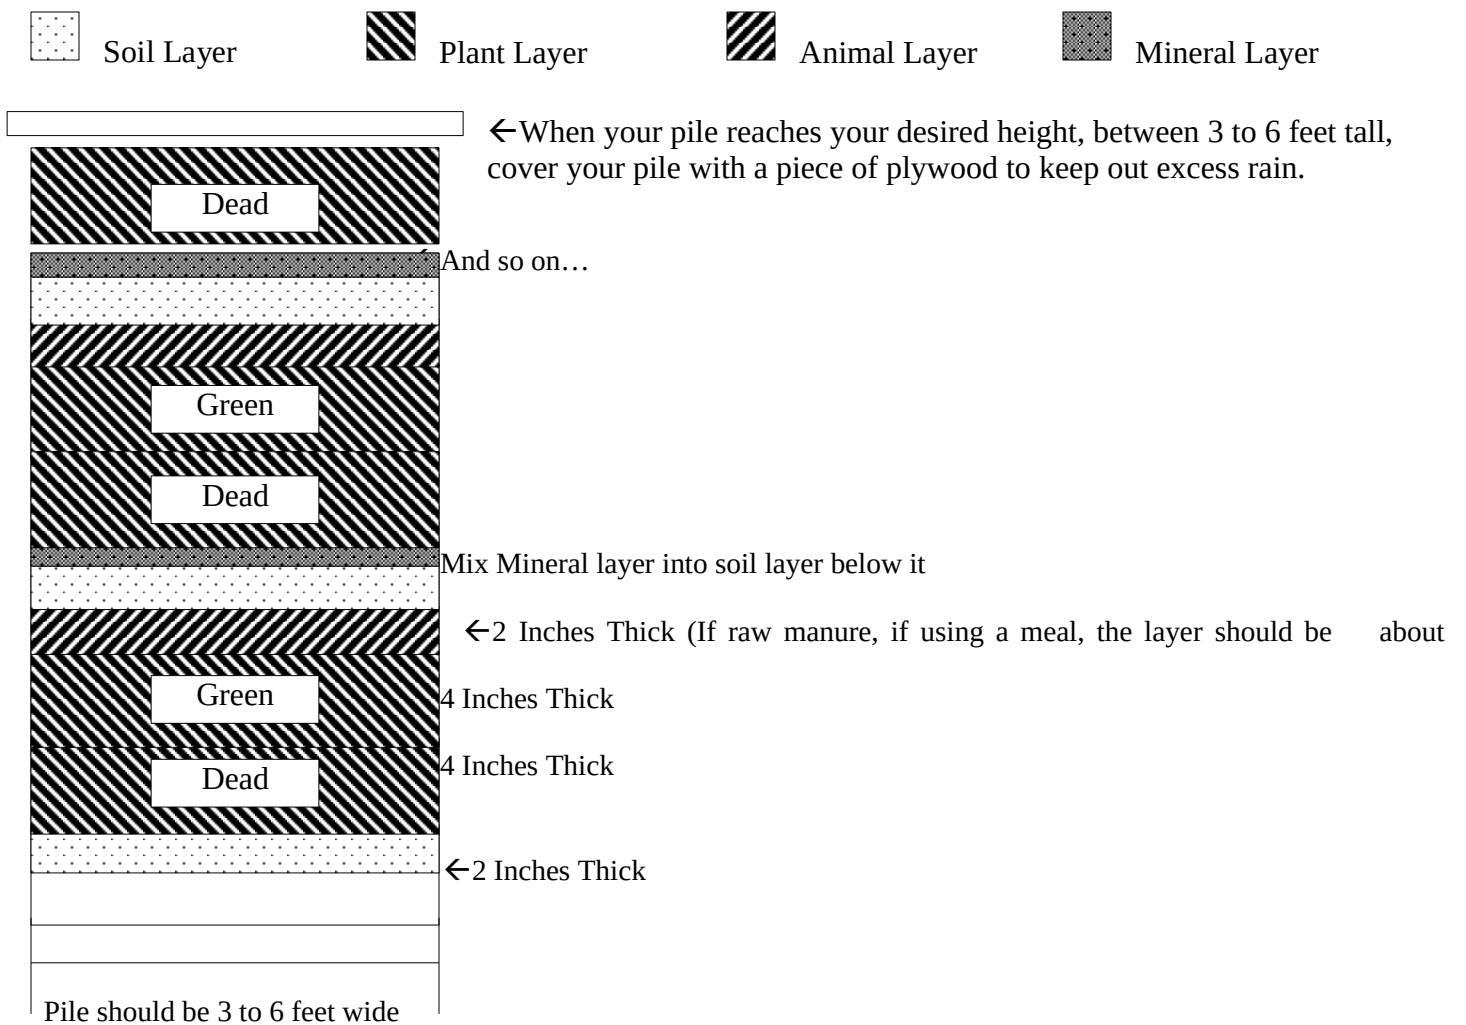 Soil Layer Plant Layer Animal Layer Mineral Layer
←When your pile reaches your desired height, between 3 to 6 feet tall,
cover your pile with a piece of plywood to keep out excess rain.
Dead
And so on…
Green
Dead
Mix Mineral layer into soil layer below it
←2 Inches Thick (If raw manure, if using a meal, the layer should be about
Green
4 Inches Thick
4 Inches Thick
Dead
←2 Inches Thick
Pile should be 3 to 6 feet wide